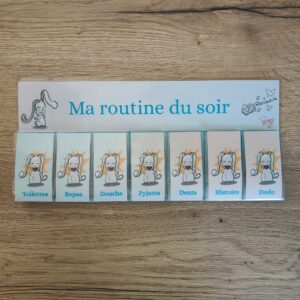 Ma routine du soir
Toilettes Repas Douche Pyjama Dents Histoire Dodo